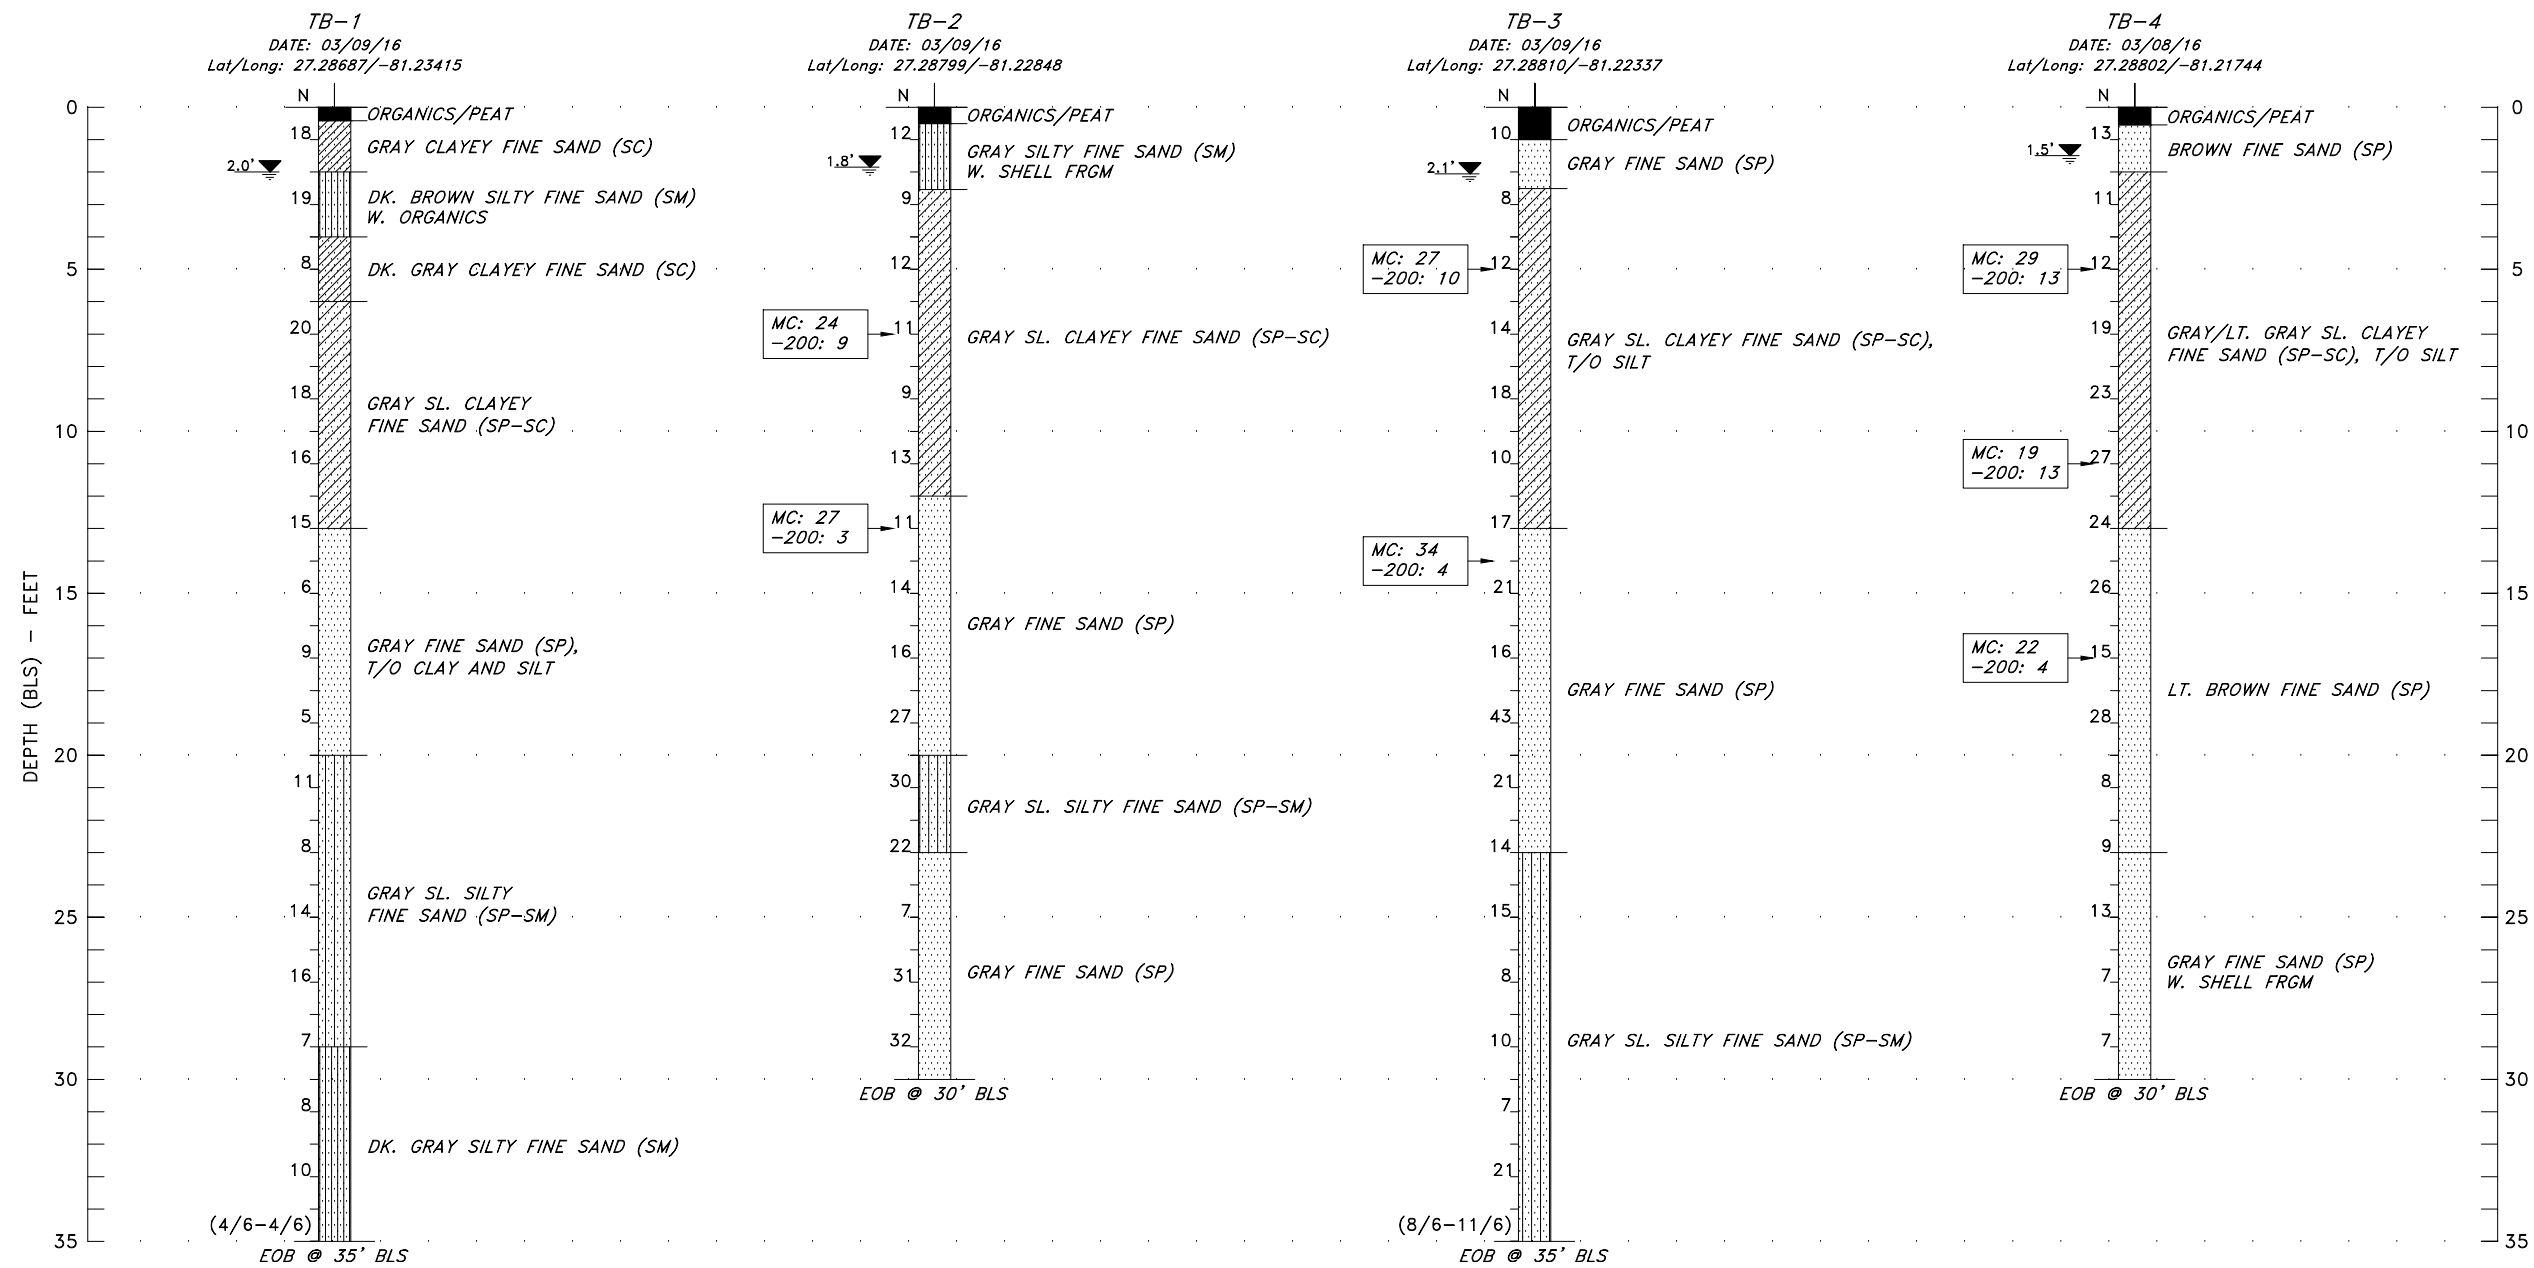 TB-1
DATE: 03/09/16
Lat/Long: 27.28687/-81.23415
N
ORGANICS/PEAT
18
GRAY CLAYEY FINE SAND (SC)
2.0'
19
DK. BROWN SILTY FINE SAND (SM)
W. ORGANICS
8
DK. GRAY CLAYEY FINE SAND (SC)
20
18
GRAY SL. CLAYEY
FINE SAND (SP-SC)
16
15
6
GRAY FINE SAND (SP),
T/O CLAY AND SILT
9
5
11
8
GRAY SL. SILTY
FINE SAND (SP-SM)
14
16
7
8
DK. GRAY SILTY FINE SAND (SM)
10
(4/6-4/6)
EOB @ 35' BLS
TB-2
DATE: 03/09/16
Lat/Long: 27.28799/-81.22848
N
ORGANICS/PEAT
12
GRAY SILTY FINE SAND (SM)
W. SHELL FRGM
1.8'
9
12
MC: 24
-200: 9
11
GRAY SL. CLAYEY FINE SAND (SP-SC)
9
13
MC: 27
-200: 3
11
14
GRAY FINE SAND (SP)
16
27
30
GRAY SL. SILTY FINE SAND (SP-SM)
22
7
GRAY FINE SAND (SP)
31
32
EOB @ 30' BLS
TB-3
DATE: 03/09/16
Lat/Long: 27.28810/-81.22337
N
ORGANICS/PEAT
10
GRAY FINE SAND (SP)
2.1'
8
MC: 27
-200: 10
12
14
GRAY SL. CLAYEY FINE SAND (SP-SC),
T/O SILT
18
10
17
MC: 34
-200: 4
21
16
GRAY FINE SAND (SP)
43
21
14
15
8
10
GRAY SL. SILTY FINE SAND (SP-SM)
7
21
(8/6-11/6)
EOB @ 35' BLS
TB-4
DATE: 03/08/16
Lat/Long: 27.28802/-81.21744
N
ORGANICS/PEAT
13
BROWN FINE SAND (SP)
1.5'
11
MC: 29
-200: 13
12
19
GRAY/LT. GRAY SL. CLAYEY
FINE SAND (SP-SC), T/O SILT
23
MC: 19
-200: 13
27
24
26
MC: 22
-200: 4
15
LT. BROWN FINE SAND (SP)
28
8
9
13
GRAY FINE SAND (SP)
W. SHELL FRGM
7
7
EOB @ 30' BLS
DEPTH (BLS) - FEET
0
5
10
15
20
25
30
35
0
5
10
15
20
25
30
35